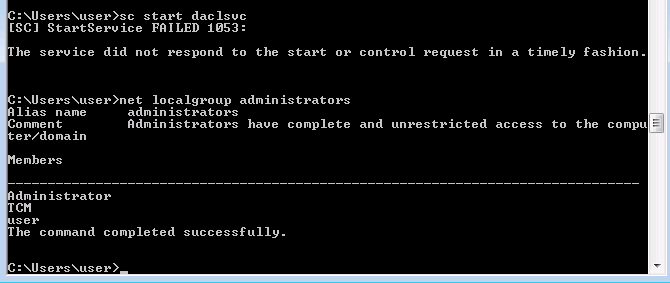 C:\Users\user>sc start daclsvc
[SC] StartService FAILED 1053:
The service did not respond to the start or control request in a timely fashion.
C:\Users\user>net localgroup administrators
Alias name     administrators
Comment        Administrators have complete and unrestricted access to the compu
ter/domain
Members
-------------------------------------------------------------------------------
Administrator
TCM
user
The command completed successfully.
C:\Users\user>_